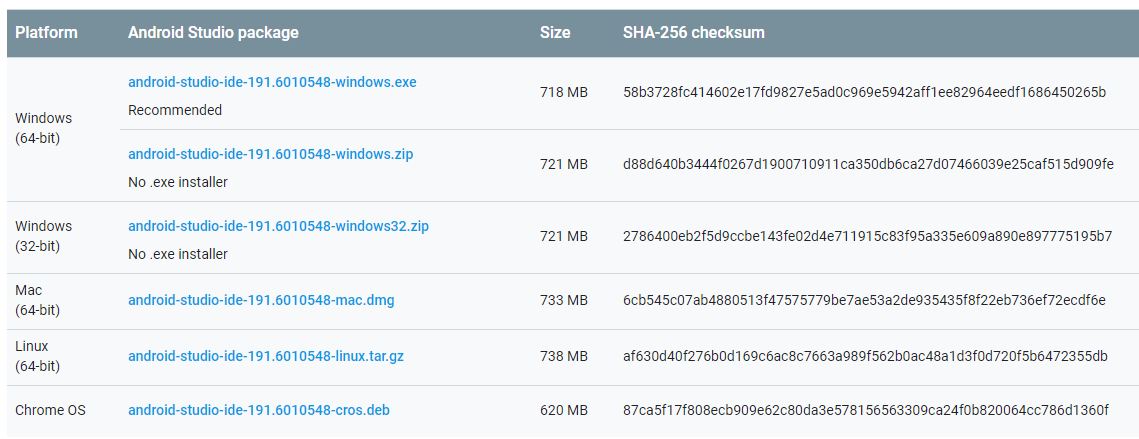 Platform Android Studio package Size SHA-256 checksum
Windows
(64-bit)
android-studio-ide-191.6010548-windows.exe
Recommended
718 MB 58b3728fc414602e17fd9827e5ad0c969e5942aff1ee82964eedf1686450265b
android-studio-ide-191.6010548-windows.zip
No .exe installer
721 MB d88d640b3444f0267d1900710911ca350db6ca27d07466039e25caf515d909fe
Windows
(32-bit)
android-studio-ide-191.6010548-windows32.zip
No .exe installer
721 MB 2786400eb2f5d9ccbe143fe02d4e711915c83f95a335e609a890e897775195b7
Mac
(64-bit)
android-studio-ide-191.6010548-mac.dmg 733 MB 6cb545c07ab4880513f47575779be7ae53a2de935435f8f22eb736ef72ecdf6e
Linux
(64-bit)
android-studio-ide-191.6010548-linux.tar.gz 738 MB af630d40f276b0d169c6ac8c7663a989f562b0ac48a1d3f0d720f5b6472355db
Chrome OS android-studio-ide-191.6010548-cros.deb 620 MB 87ca5f17f808ecb909e62c80da3e578156563309ca24f0b820064cc786d1360f